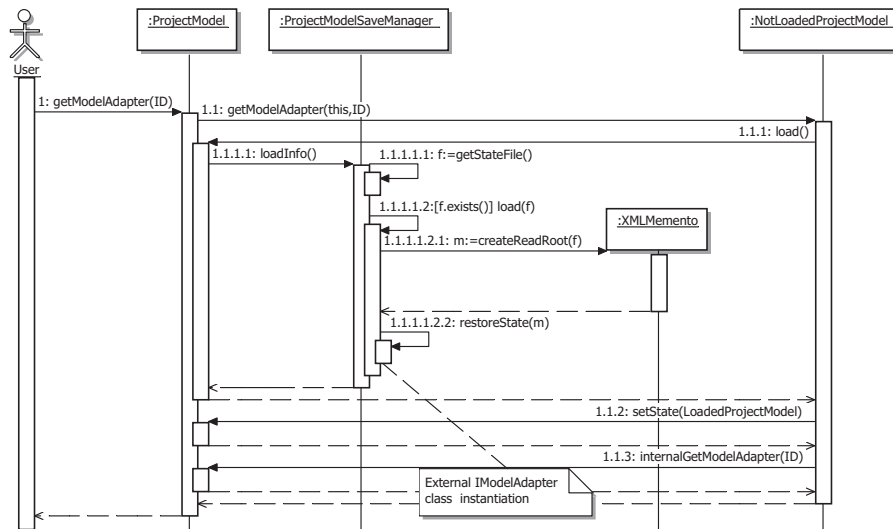 :ProjectModel
:ProjectModelSaveManager
:NotLoadedProjectModel
User
1: getModelAdapter(ID)
1.1: getModelAdapter(this,ID)
1.1.1: load()
1.1.1.1: loadInfo()
1.1.1.1.1: f:=getStateFile()
1.1.1.1.2:[f.exists()] load(f)
:XMLMemento
1.1.1.1.2.1: m:=createReadRoot(f)
1.1.1.1.2.2: restoreState(m)
1.1.2: setState(LoadedProjectModel)
1.1.3: internalGetModelAdapter(ID)
External IModelAdapter
class instantiation